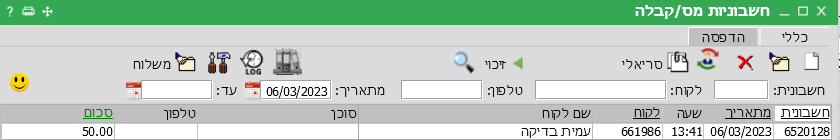 חשבוניות מס/קבלה
כללי הדפסה
סריאלי זיכוי LOG משלוח
חשבונית: לקוח: טלפון: מתאריך: 06/03/2023 עד:
חשבונית מתאריך שעה לקוח שם לקוח סוכן טלפון סכום
6520128 06/03/2023 13:41 661986 עמית בדיקה 50.00